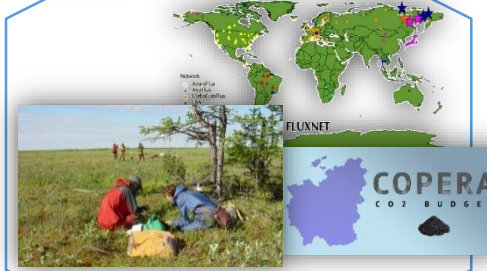 Network
AmeriFlux
AsiaFlux
CarboEuroFlux
FLUXNET
COPERA
CO2 BUDGE